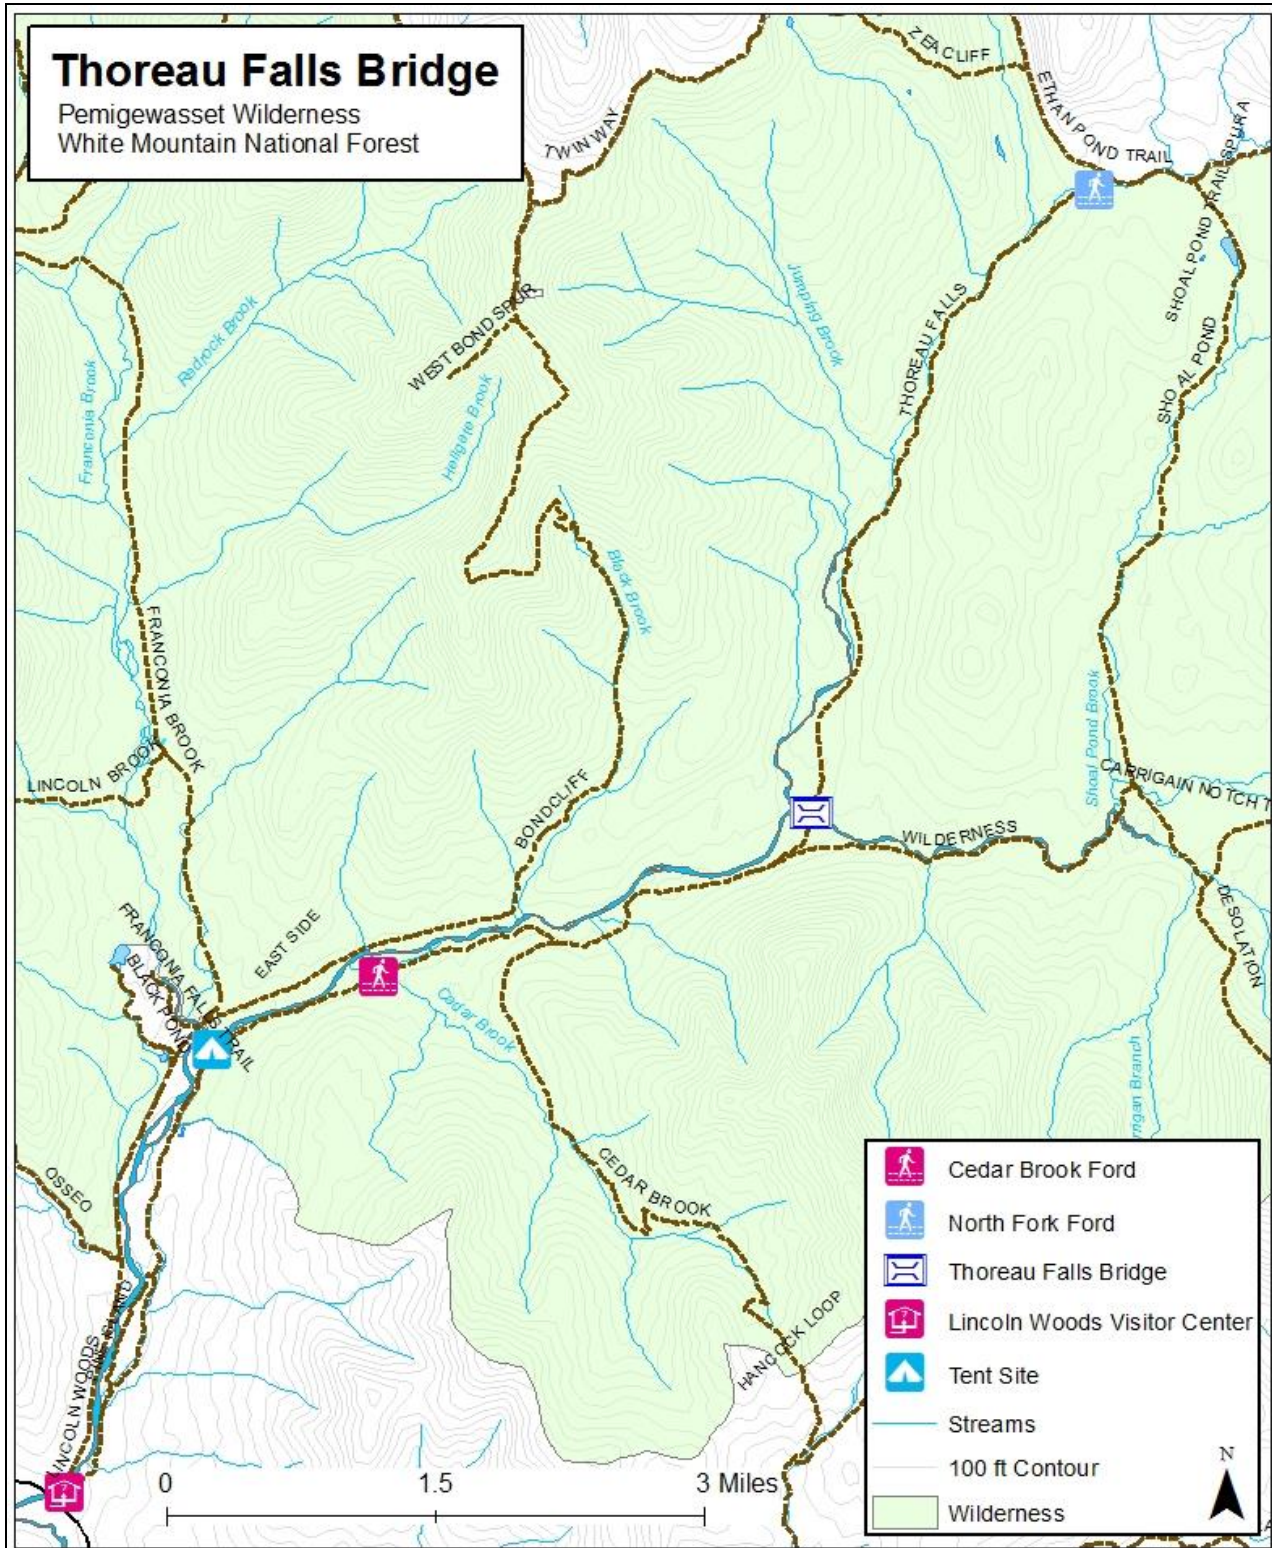 Thoreau Falls Bridge
Pemigewasset Wilderness
White Mountain National Forest
ZEACLIFF
ETHAN POND TRAIL
TWINWAY
SHOAL POND TRAIL SPUR A
Jumping Brook
Redrock Brook
WEST BOND SPUR
THOREAU FALLS
SHOAL POND
Franconia Brook
Hellgate Brook
Black Brook
FRANCONIA BROOK
Shoal Pond Brook
LINCOLN BROOK
CARRIGAIN NOTCH T
BONDCLIFF
WILDERNESS
DESOLATION
EAST SIDE
FRANCONIA FALLS TRAIL
BLACK POND
Cedar Brook
rrigan Branch
OSSEO
CEDAR BROOK
HANCOCK LOOP
LINCOLN WOODS
Cedar Brook Ford
North Fork Ford
Thoreau Falls Bridge
Lincoln Woods Visitor Center
Tent Site
Streams
100 ft Contour
Wilderness
N
0 1.5 3 Miles